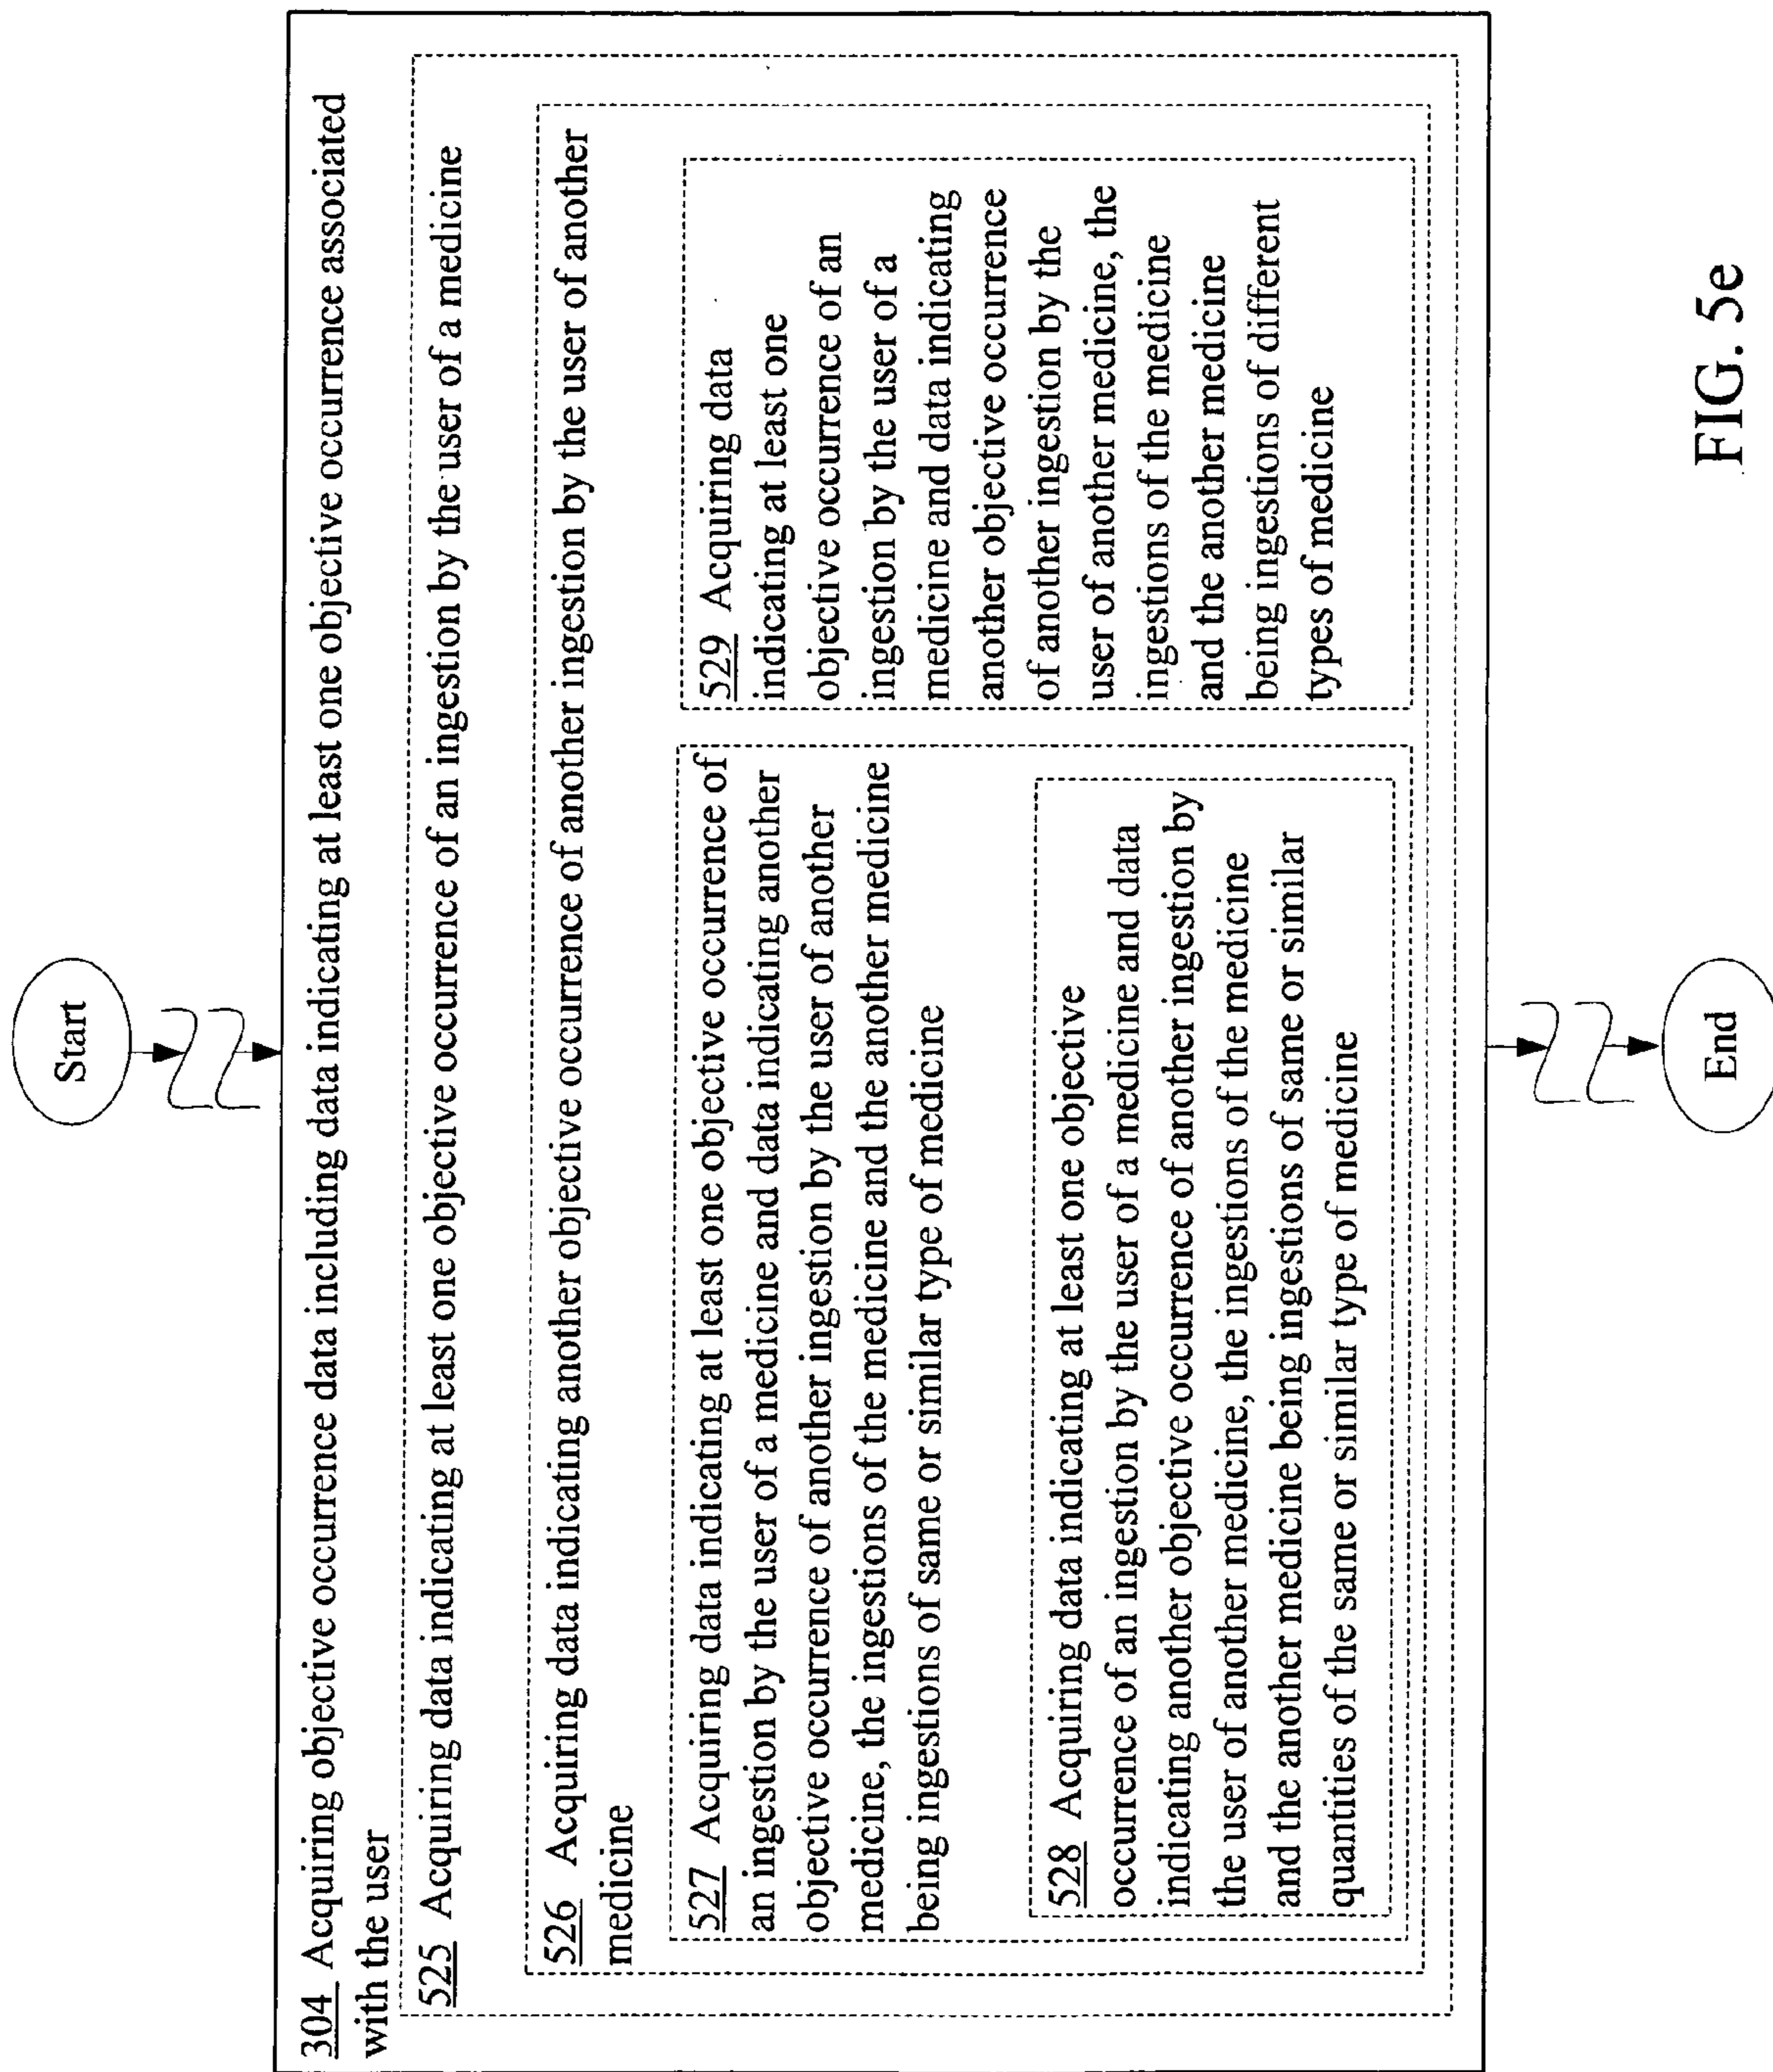 Start
304 Acquiring objective occurrence data including data indicating at least one objective occurrence associated
with the user
525 Acquiring data indicating at least one objective occurrence of an ingestion by the user of a medicine
526 Acquiring data indicating another objective occurrence of another ingestion by the user of another
medicine
527 Acquiring data indicating at least one objective occurrence of
an ingestion by the user of a medicine and data indicating another
objective occurrence of another ingestion by the user of another
medicine, the ingestions of the medicine and the another medicine
being ingestions of same or similar type of medicine
528 Acquiring data indicating at least one objective
occurrence of an ingestion by the user of a medicine and data
indicating another objective occurrence of another ingestion by
the user of another medicine, the ingestions of the medicine
and the another medicine being ingestions of same or similar
quantities of the same or similar type of medicine
529 Acquiring data
indicating at least one
objective occurrence of an
ingestion by the user of a
medicine and data indicating
another objective occurrence
of another ingestion by the
user of another medicine, the
ingestions of the medicine
and the another medicine
being ingestions of different
types of medicine
End
FIG. 5e